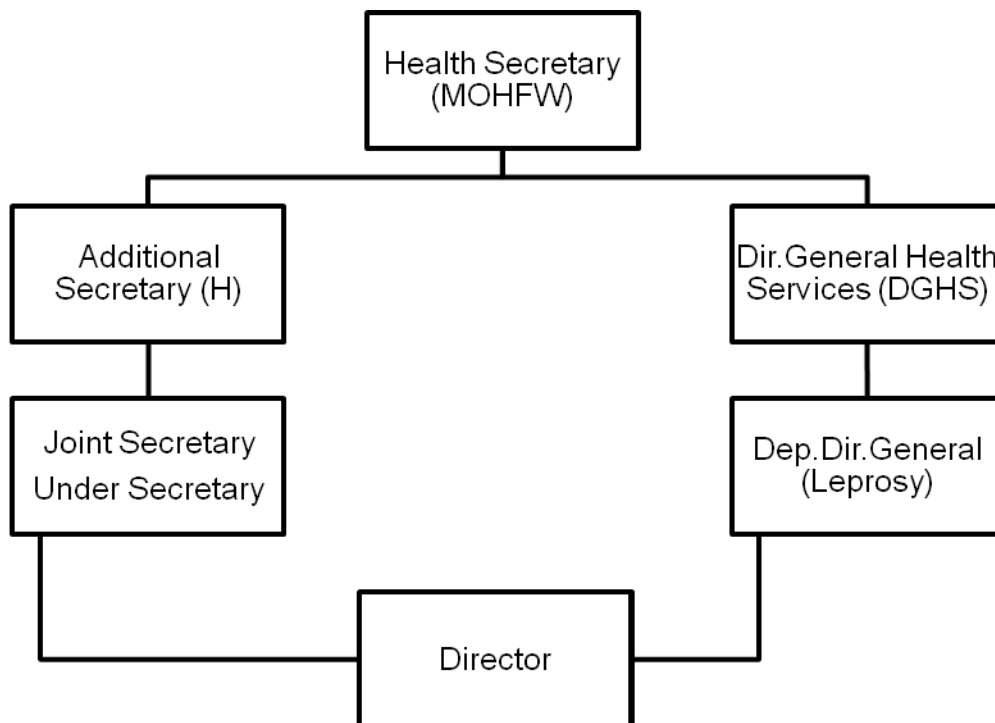 Health Secretary
(MOHFW)
Additional
Secretary (H)
Dir.General Health
Services (DGHS)
Joint Secretary
Under Secretary
Dep.Dir.General
(Leprosy)
Director